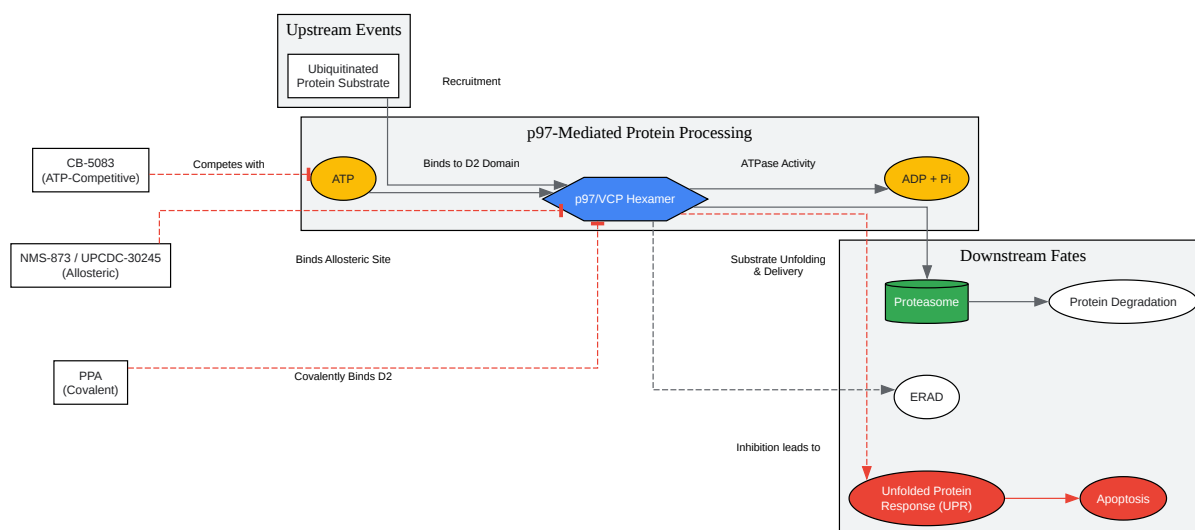 Upstream Events
Ubiquitinated
Protein Substrate
Recruitment
p97-Mediated Protein Processing
CB-5083
(ATP-Competitive)
Competes with
ATP
Binds to D2 Domain
p97/VCP Hexamer
ATPase Activity
ADP + Pi
NMS-873 / UPCDC-30245
(Allosteric)
Binds Allosteric Site
Substrate Unfolding
& Delivery
Downstream Fates
Proteasome
Protein Degradation
PPA
(Covalent)
Covalently Binds D2
ERAD
Inhibition leads to
Unfolded Protein
Response (UPR)
Apoptosis